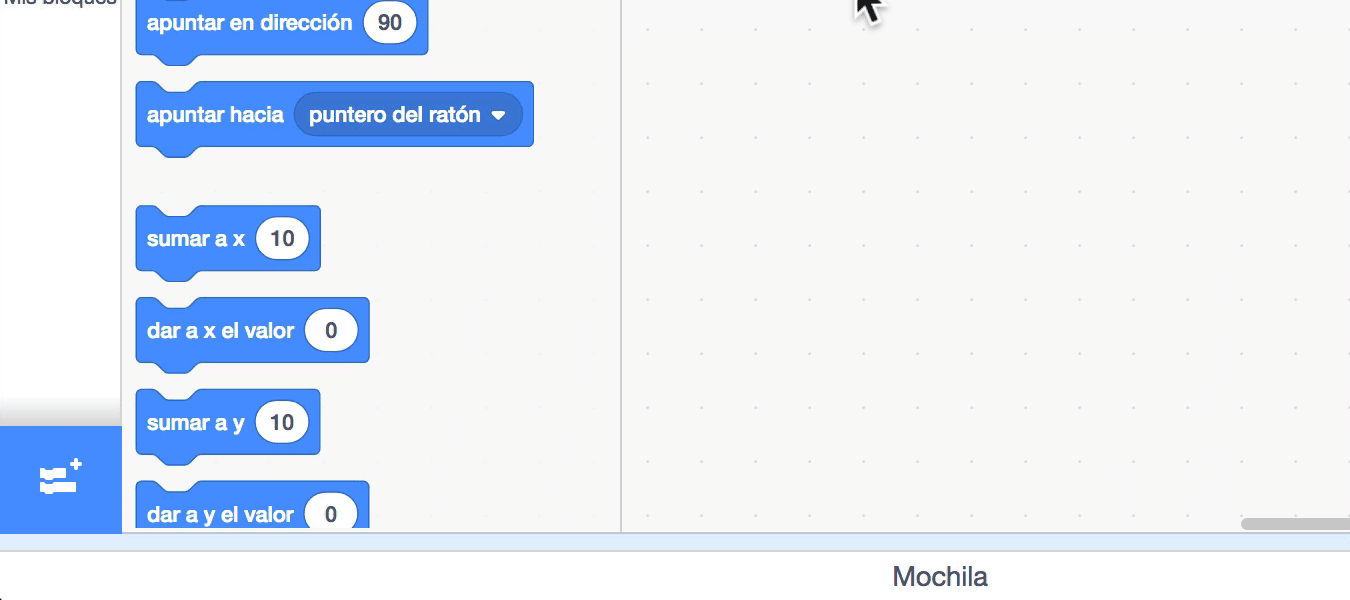 Mis bloques
apuntar en dirección 90
apuntar hacia puntero del ratón
sumar a x 10
dar a x el valor 0
sumar a y 10
dar a y el valor 0
Mochila